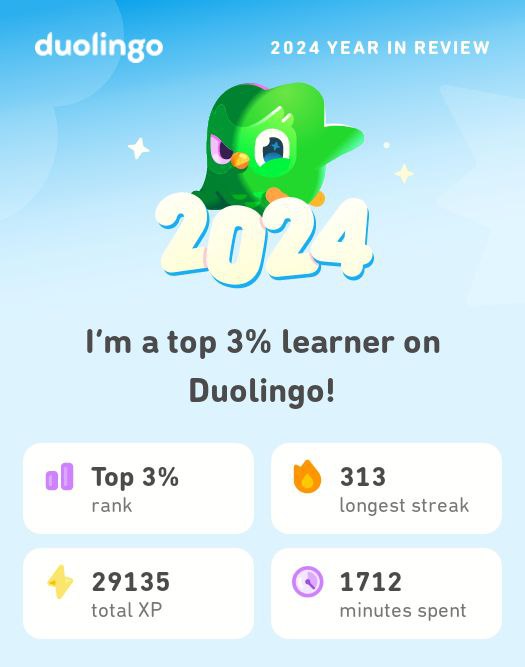 duolingo
2024 YEAR IN REVIEW
2024
I'm a top 3% learner on
Duolingo!
Top 3%
rank
313
longest streak
29135
total XP
1712
minutes spent